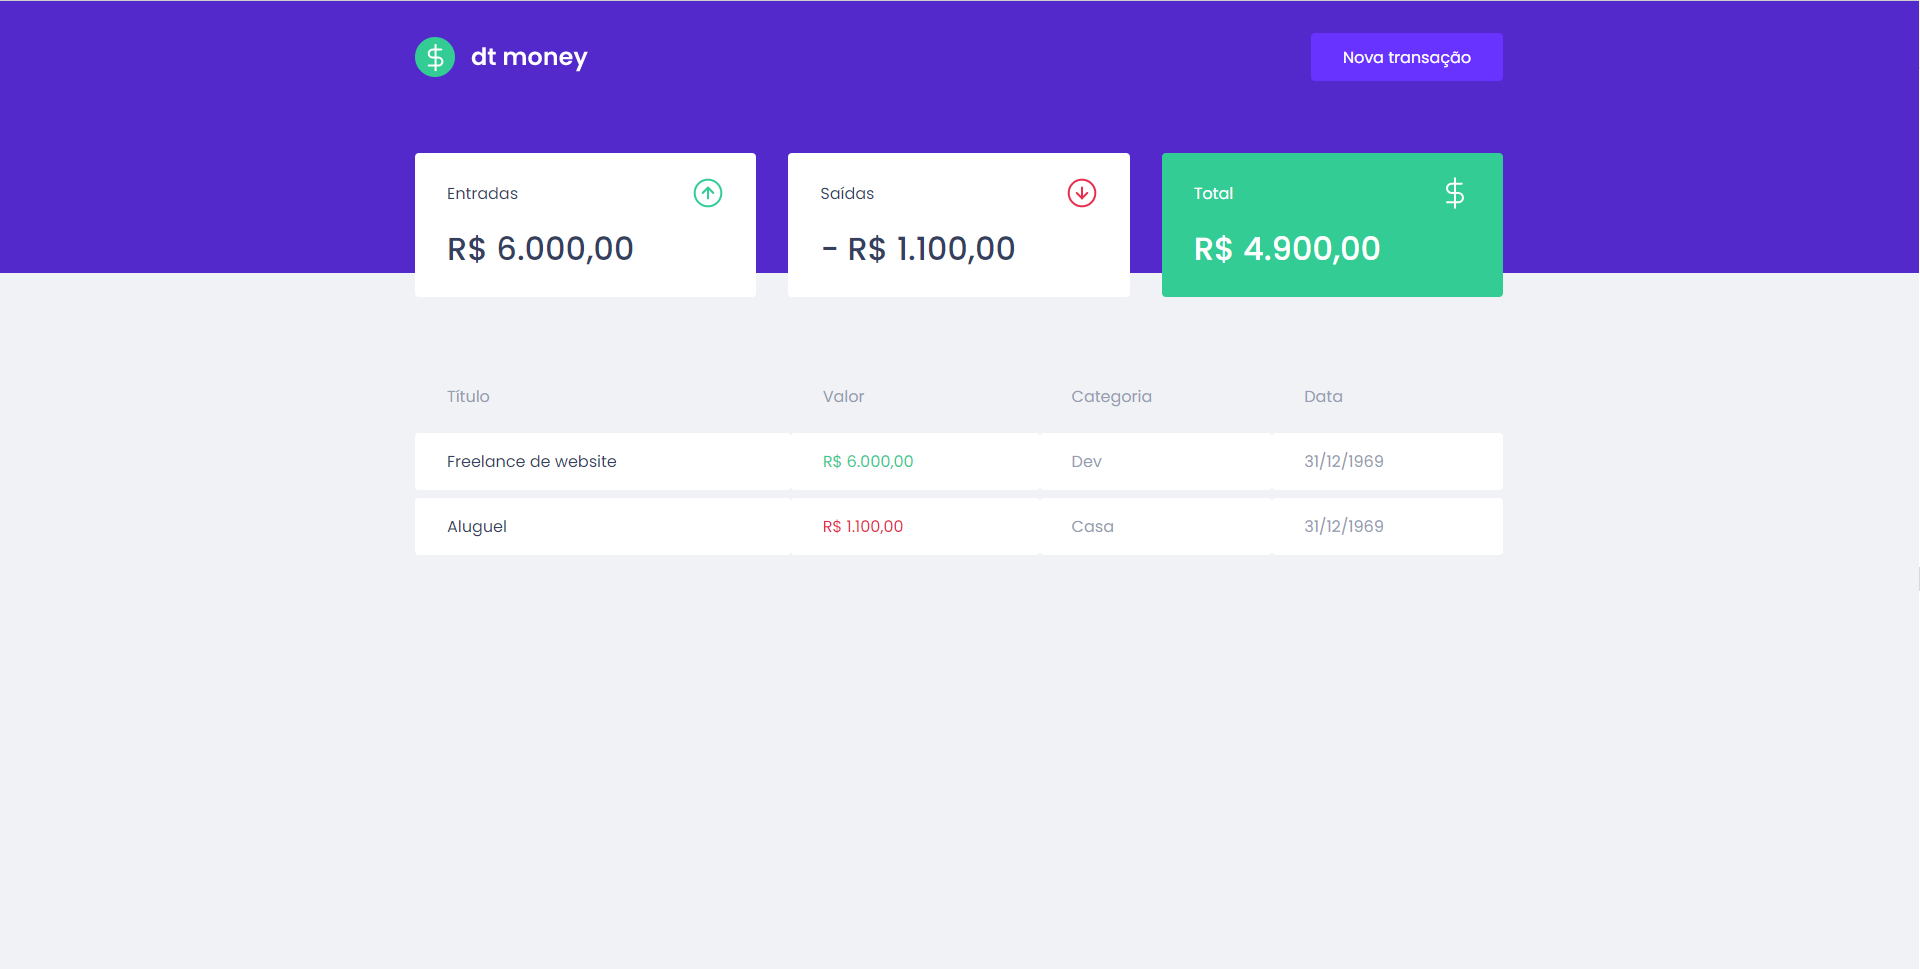 dt money
Nova transação
Entradas
R$ 6.000,00
Saídas
- R$ 1.100,00
Total
R$ 4.900,00
Título Valor Categoria Data
Freelance de website R$ 6.000,00 Dev 31/12/1969
Aluguel R$ 1.100,00 Casa 31/12/1969